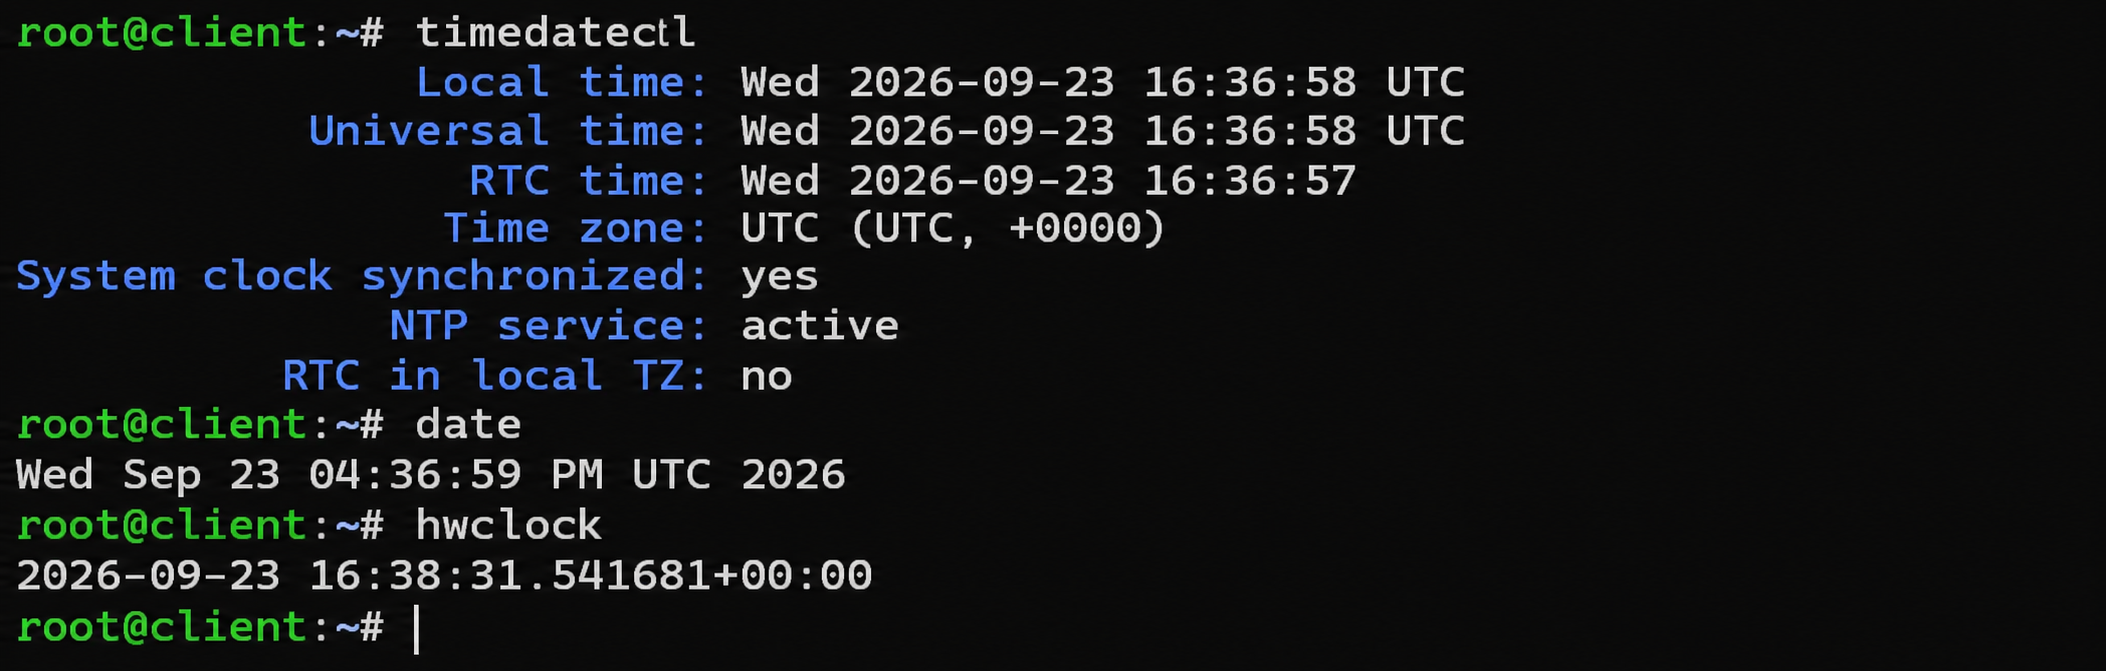 root@client:~# timedatectl
Local time: Wed 2026-09-23 16:36:58 UTC
Universal time: Wed 2026-09-23 16:36:58 UTC
RTC time: Wed 2026-09-23 16:36:57
Time zone: UTC (UTC, +0000)
System clock synchronized: yes
NTP service: active
RTC in local TZ: no
root@client:~# date
Wed Sep 23 04:36:59 PM UTC 2026
root@client:~# hwclock
2026-09-23 16:38:31.541681+00:00
root@client:~#